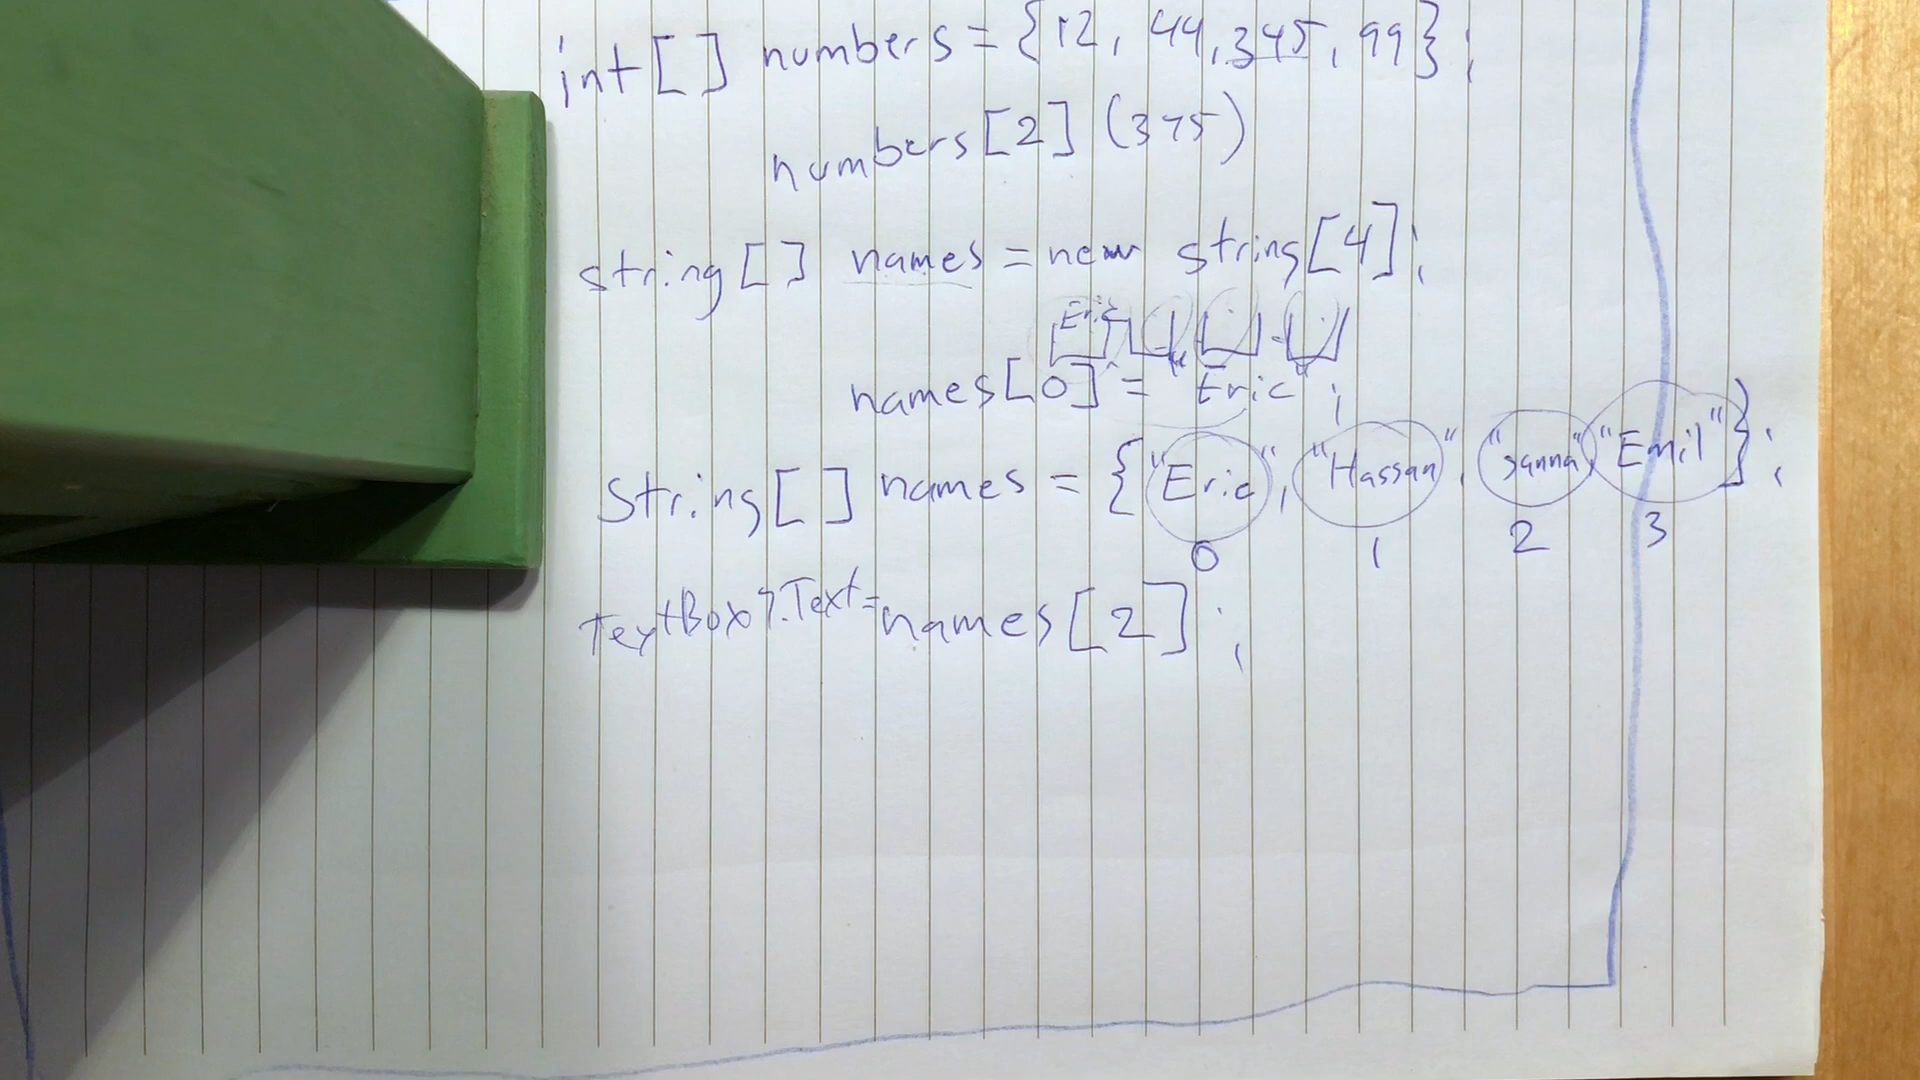 int[] numbers = {12, 44, 345, 99};
numbers[2] (345)
string[] names = new string[4];
Eric
names[0] = "Eric";
String[] names = {"Eric", "Hassan", "sanna", "Emil"};
0 1 2 3
TextBox7.Text = names[2];